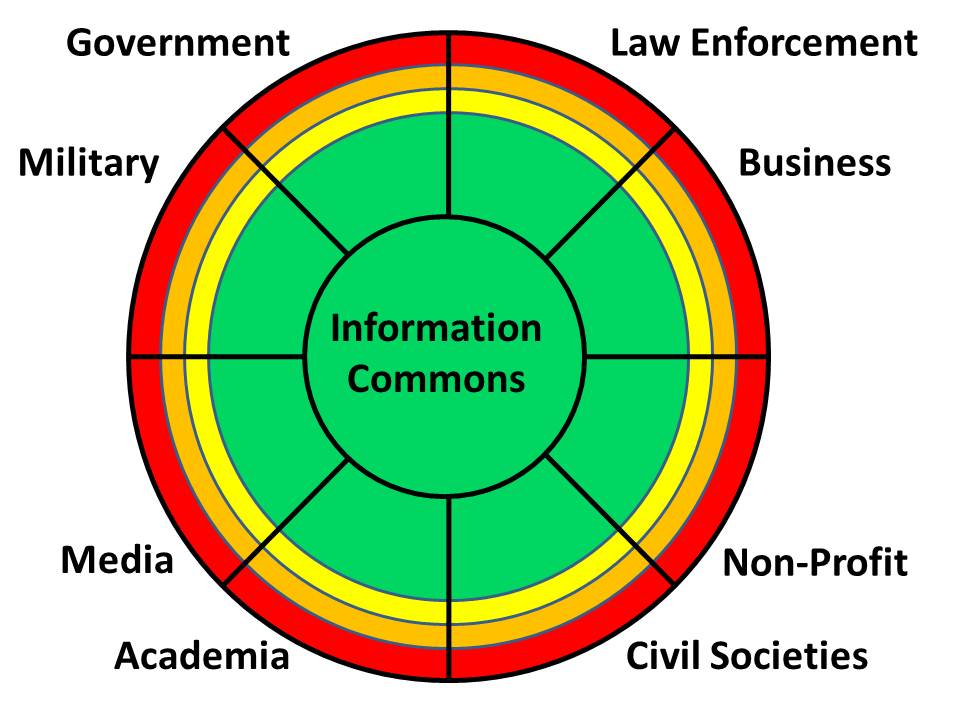 Government
Law Enforcement
Military
Business
Information
Commons
Media
Non-Profit
Academia
Civil Societies